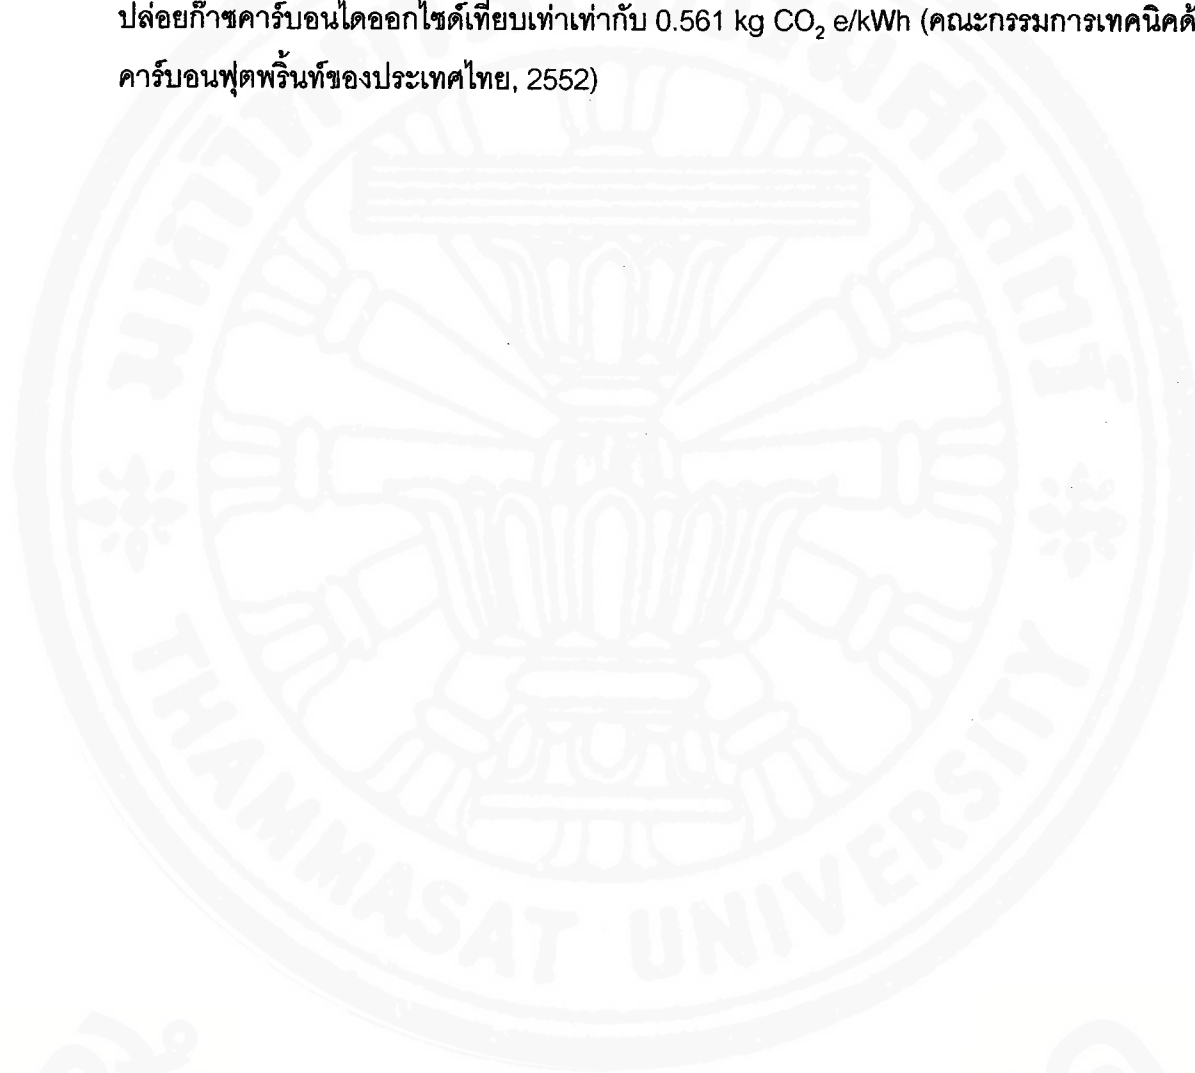 ปล่อยก๊าซคาร์บอนไดออกไซด์เทียบเท่าเท่ากับ 0.561 kg CO₂ e/kWh (คณะกรรมการเทคนิคด้
คาร์บอนฟุตพริ้นท์ของประเทศไทย, 2552)
THAMMASAT UNIVERSITY